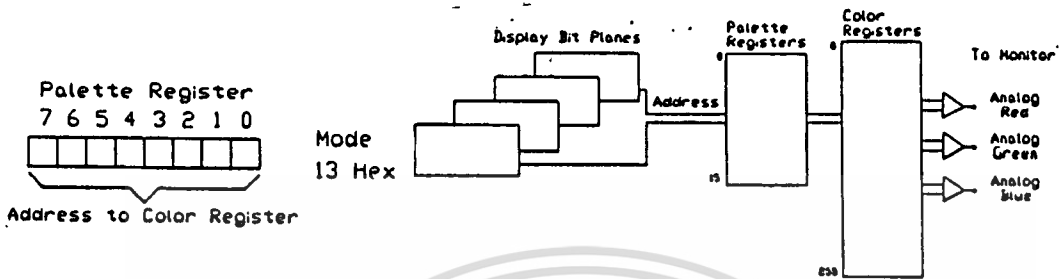 Palette Register
7 6 5 4 3 2 1 0
Address to Color Register
Mode
13 Hex
Display Bit Planes
Address
Palette
Registers
0
15
Color
Registers
0
255
To Monitor
Analog
Red
Analog
Green
Analog
Blue